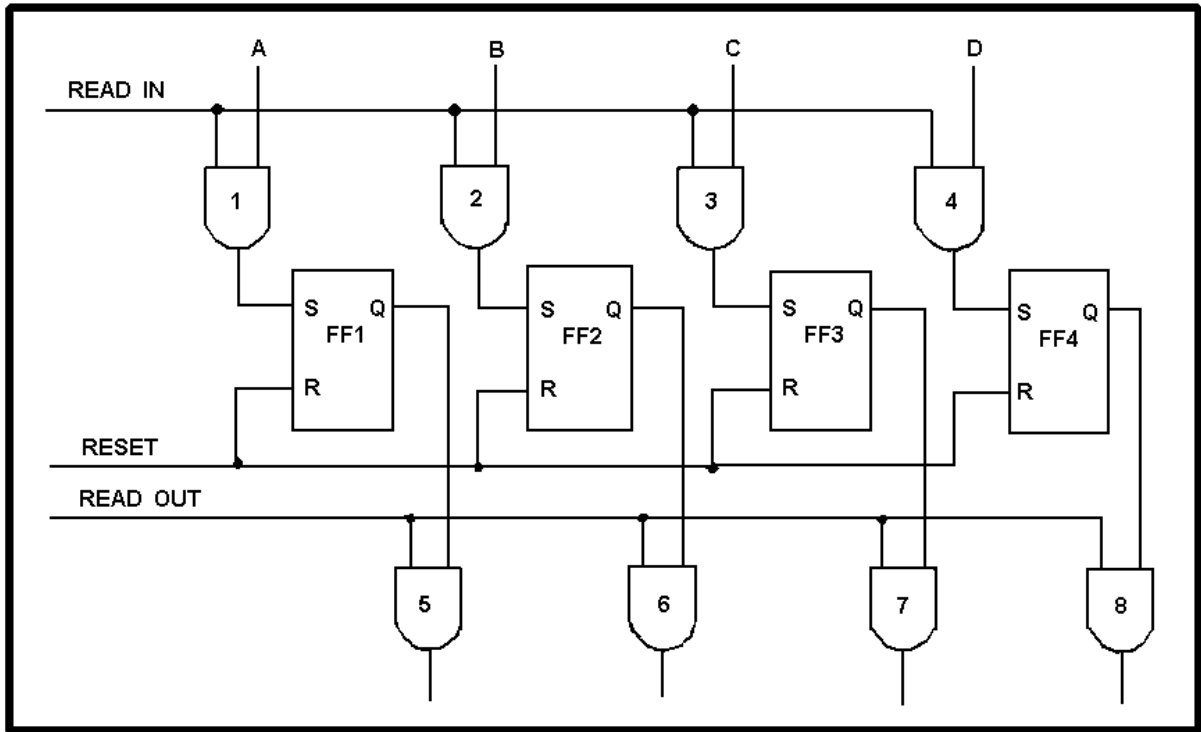 A B C D
READ IN
1 2 3 4
S Q S Q S Q S Q
FF1 FF2 FF3 FF4
R R R R
RESET
READ OUT
5 6 7 8